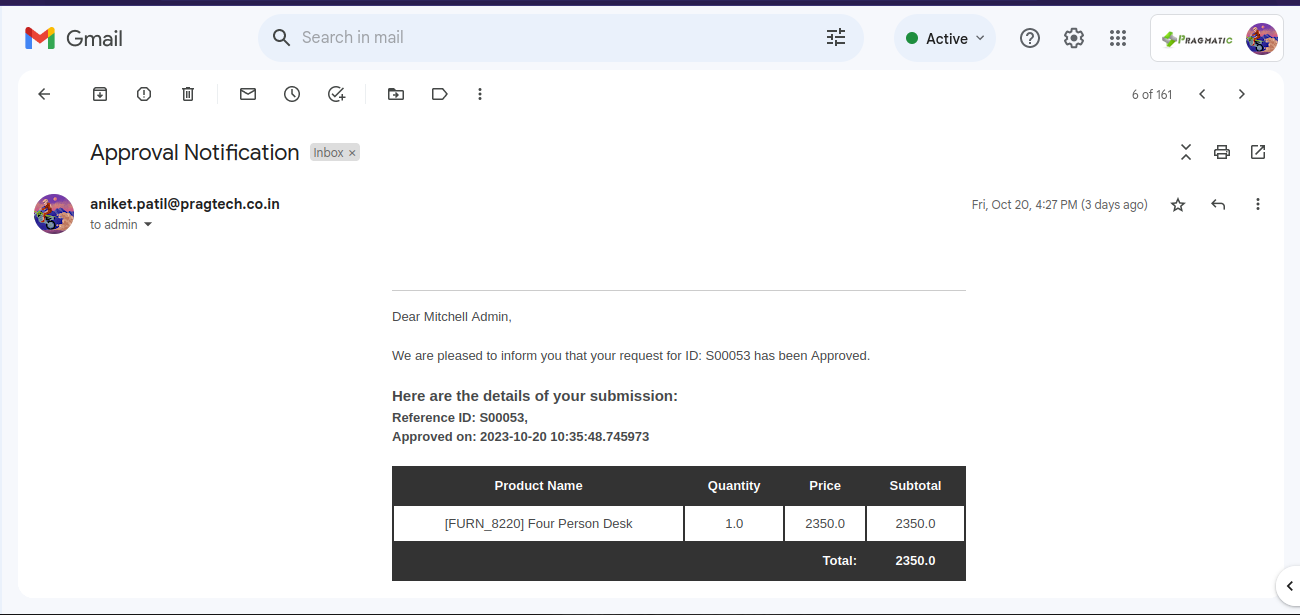 Gmail
Search in mail
Active
PRAGMATIC
6 of 161
Approval Notification
Inbox ×
aniket.patil@pragtech.co.in
Fri, Oct 20, 4:27 PM (3 days ago)
to admin
Dear Mitchell Admin,
We are pleased to inform you that your request for ID: S00053 has been Approved.
Here are the details of your submission:
Reference ID: S00053,
Approved on: 2023-10-20 10:35:48.745973
Product Name Quantity Price Subtotal
[FURN_8220] Four Person Desk 1.0 2350.0 2350.0
Total: 2350.0